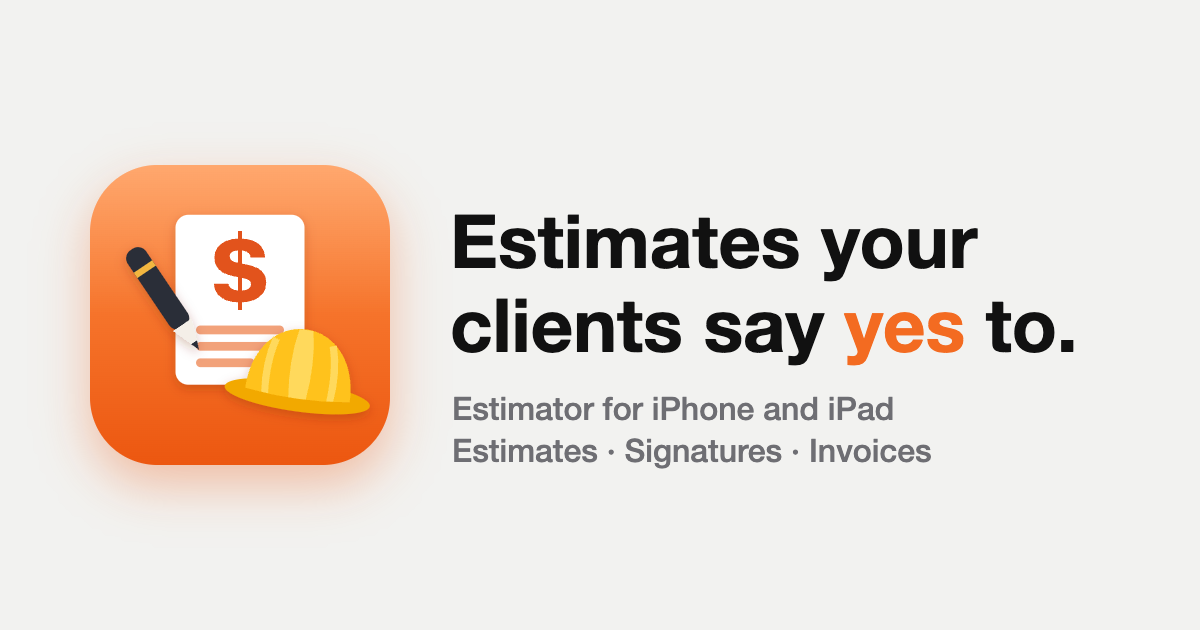 $
Estimates your
clients say yes to.
Estimator for iPhone and iPad
Estimates · Signatures · Invoices